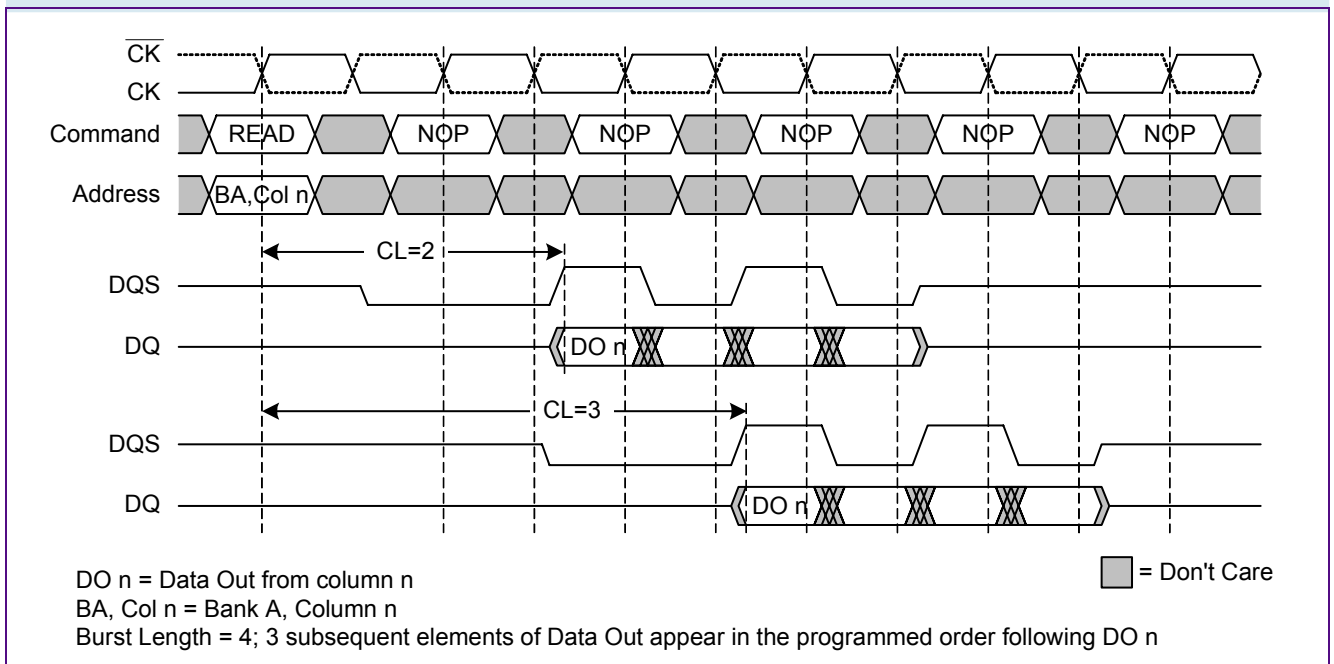 CK
CK
Command READ NOP NOP NOP NOP NOP
Address BA,Col n
CL=2
DQS
DQ DO n
CL=3
DQS
DQ DO n
DO n = Data Out from column n
= Don't Care
BA, Col n = Bank A, Column n
Burst Length = 4; 3 subsequent elements of Data Out appear in the programmed order following DO n